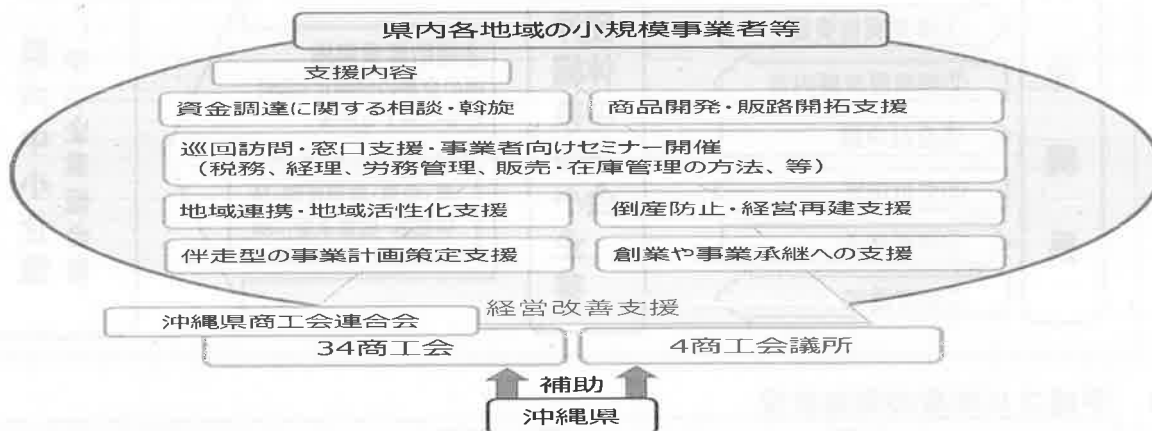 県内各地域の小規模事業者等
支援内容
資金調達に関する相談・斡旋
商品開発・販路開拓支援
巡回訪問・窓口支援・事業者向けセミナー開催
(税務、経理、労務管理、販売・在庫管理の方法、等)
地域連携・地域活性化支援
倒産防止・経営再建支援
伴走型の事業計画策定支援
創業や事業承継への支援
経営改善支援
沖縄県商工会連合会
34商工会
4商工会議所
補助
沖縄県